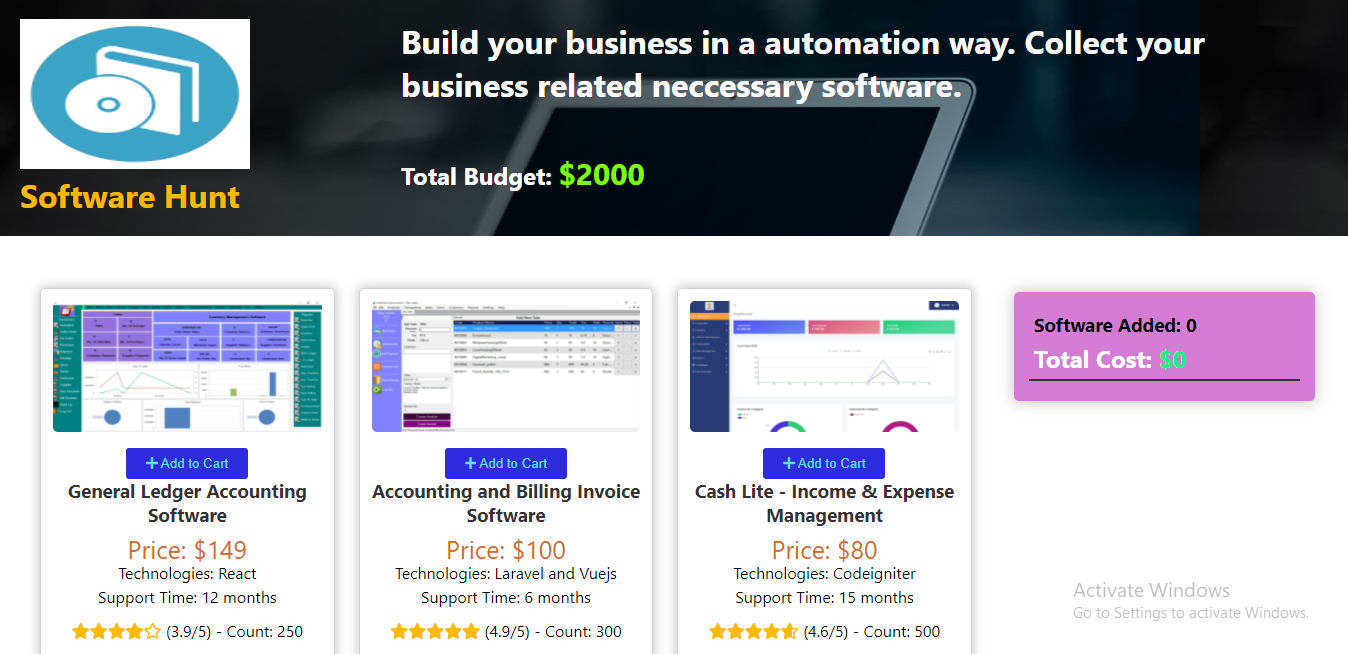 Build your business in a automation way. Collect your
business related neccessary software.
Total Budget: $2000
Software Hunt
Software Added: 0
Total Cost: $0
Add to Cart
General Ledger Accounting
Software
Price: $149
Technologies: React
Support Time: 12 months
(3.9/5) - Count: 250
Add to Cart
Accounting and Billing Invoice
Software
Price: $100
Technologies: Laravel and Vuejs
Support Time: 6 months
(4.9/5) - Count: 300
Add to Cart
Cash Lite - Income & Expense
Management
Price: $80
Technologies: Codeigniter
Support Time: 15 months
(4.6/5) - Count: 500
Activate Windows
Go to Settings to activate Windows.